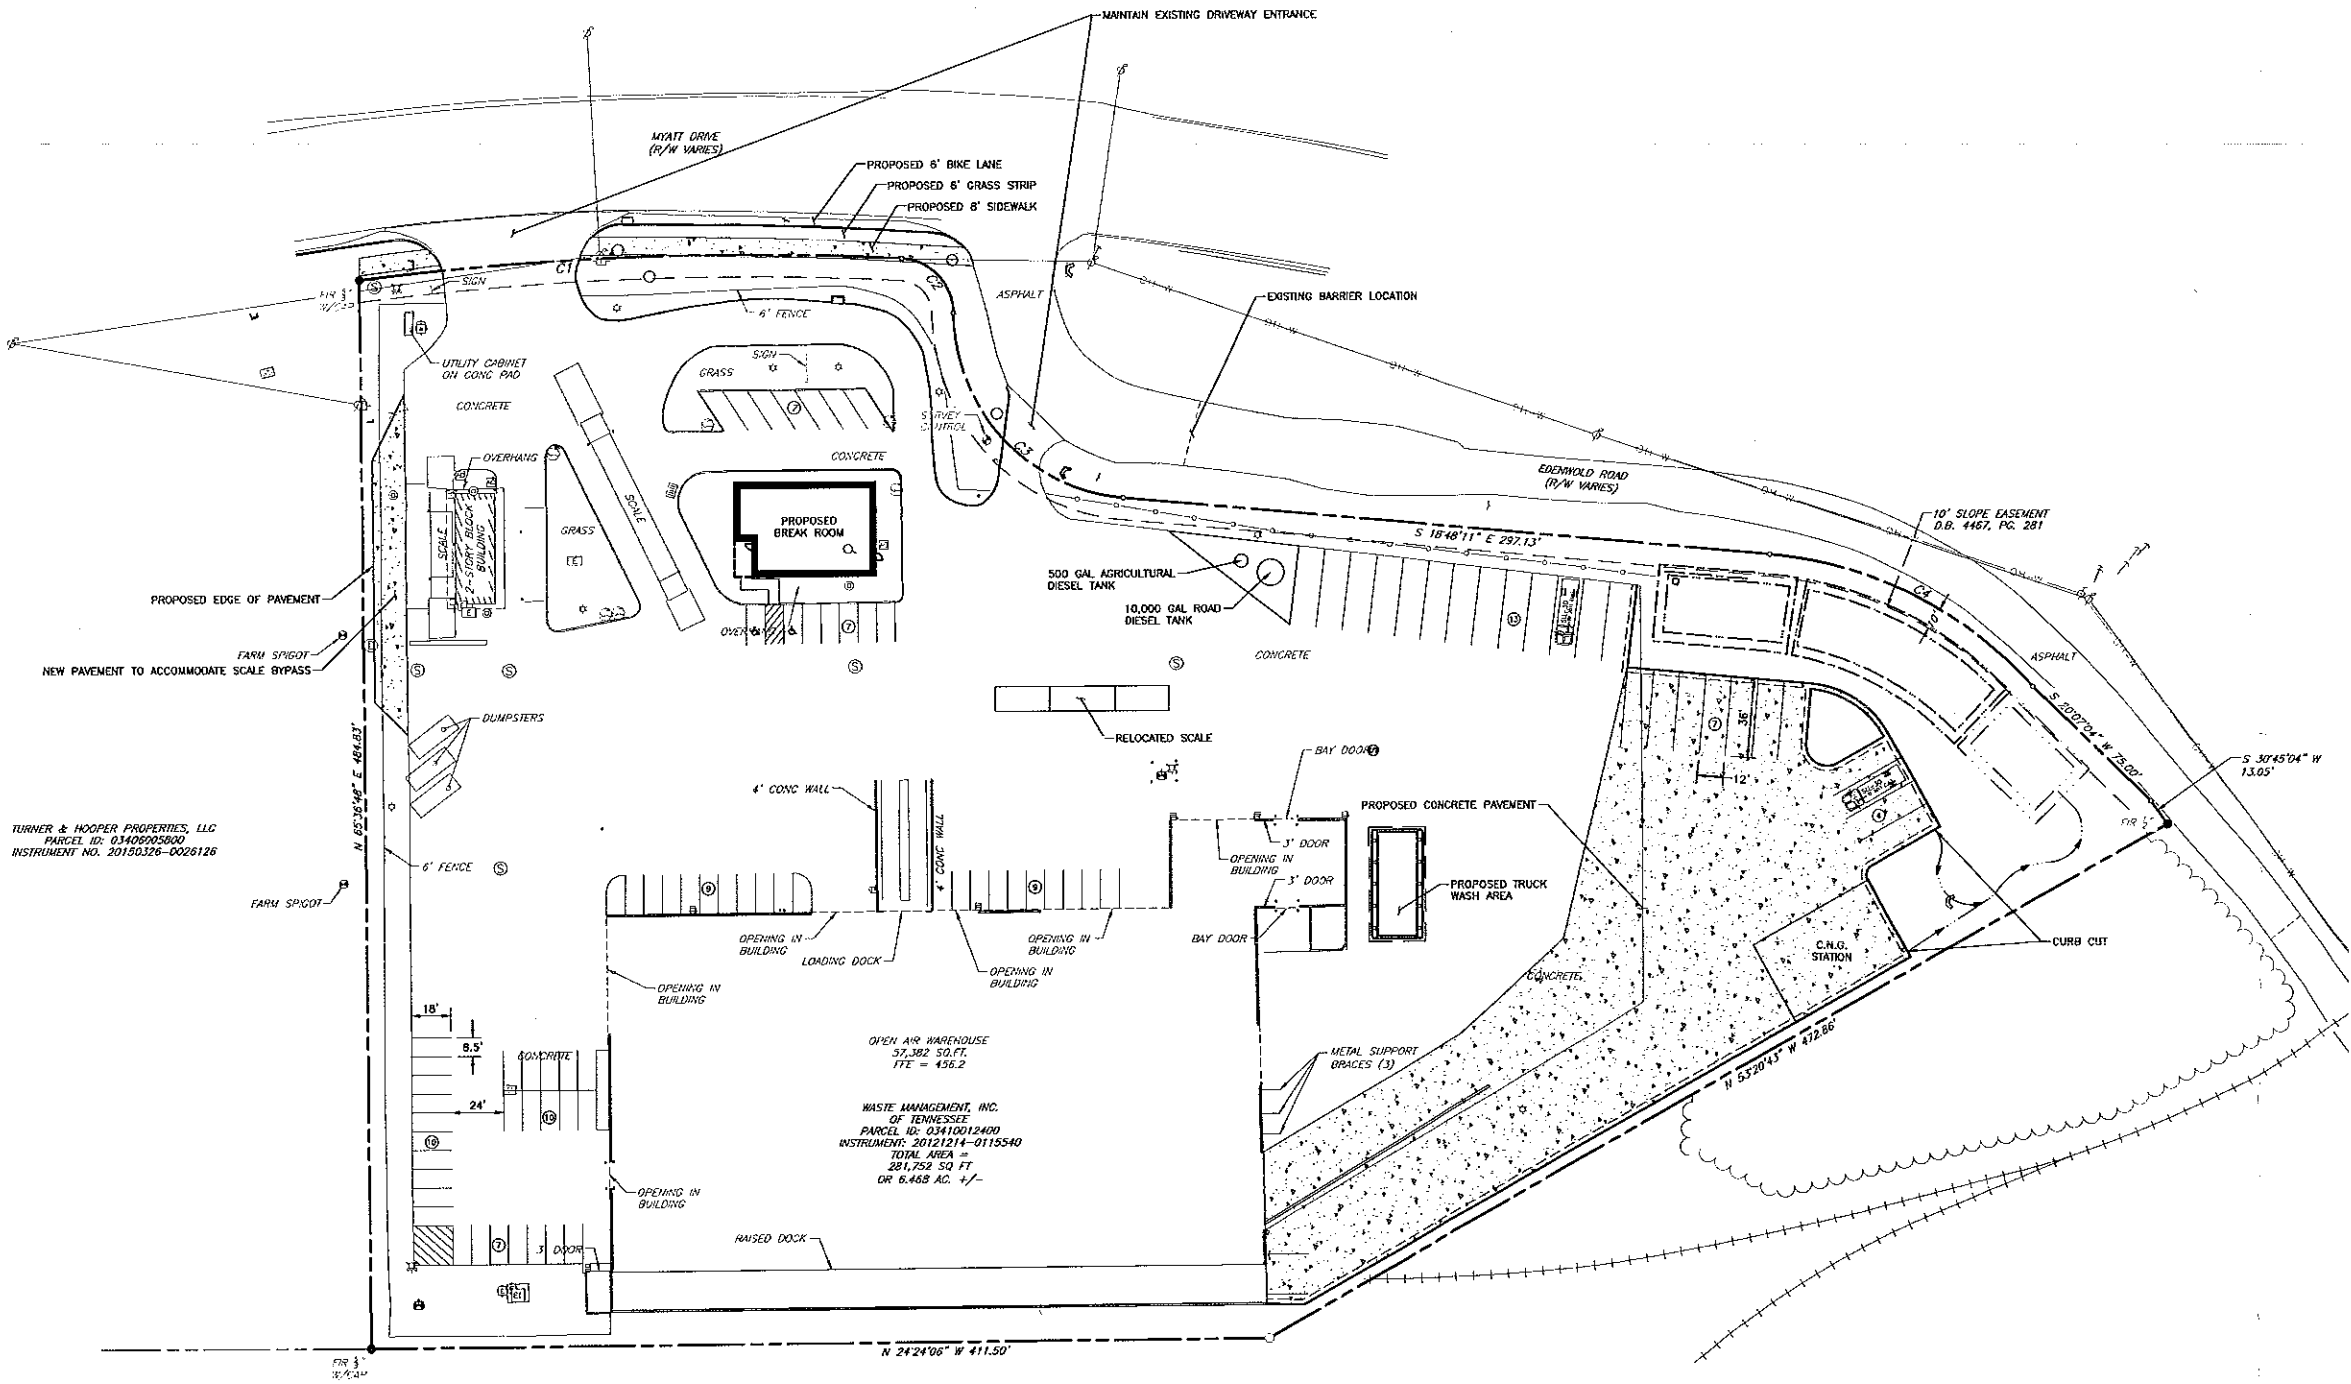 MAINTAIN EXISTING DRIVEWAY ENTRANCE
MYATT DRIVE
(R/W VARIES)
PROPOSED 6' BIKE LANE
PROPOSED 6' GRASS STRIP
PROPOSED 8' SIDEWALK
C1
SIGN
C2
ASPHALT
EXISTING BARRIER LOCATION
6' FENCE
UTILITY CABINET
ON CONC PAD
SIGN
GRASS
CONCRETE
7
SURVEY
CONTROL
C3
CONCRETE
OVERHANG
EDENWOLD ROAD
(R/W VARIES)
SCALE
2-STORY BLOCK
BUILDING
GRASS
E
SCALE
PROPOSED
BREAK ROOM
S 18°48'11" E 297.13'
10' SLOPE EASEMENT
D.B. 4467, PG. 281
500 GAL AGRICULTURAL
DIESEL TANK
10,000 GAL ROAD
DIESEL TANK
C4
PROPOSED EDGE OF PAVEMENT
7
13
FARM SPIGOT
NEW PAVEMENT TO ACCOMMODATE SCALE BYPASS
S
S
S
S
CONCRETE
ASPHALT
S 20°07'04" W 75.00'
DUMPSTERS
RELOCATED SCALE
BAY DOOR
7
36'
12'
S 30°45'04" W
13.05'
4' CONC WALL
4' CONC WALL
PROPOSED CONCRETE PAVEMENT
4
TURNER & HOOPER PROPERTIES, LLC
PARCEL ID: 03406005800
INSTRUMENT NO. 20150326-0026126
N 65°36'48" E 484.83'
6' FENCE
S
3' DOOR
OPENING IN
BUILDING
3' DOOR
9
9
PROPOSED TRUCK
WASH AREA
FARM SPIGOT
OPENING IN
BUILDING
LOADING DOCK
OPENING IN
BUILDING
OPENING IN
BUILDING
BAY DOOR
C.N.G.
STATION
CURB CUT
OPENING IN
BUILDING
CONCRETE
18'
8.5'
CONCRETE
24'
10
16
OPEN AIR WAREHOUSE
57,382 SQ.FT.
FFE = 456.2
METAL SUPPORT
BRACES (3)
N 53°20'43" W 472.86'
WASTE MANAGEMENT, INC.
OF TENNESSEE
PARCEL ID: 03410012400
INSTRUMENT: 20121214-0115540
TOTAL AREA =
281,752 SQ FT
OR 6.468 AC. +/-
OPENING IN
BUILDING
7
3' DOOR
RAISED DOCK
N 24°24'06" W 411.50'